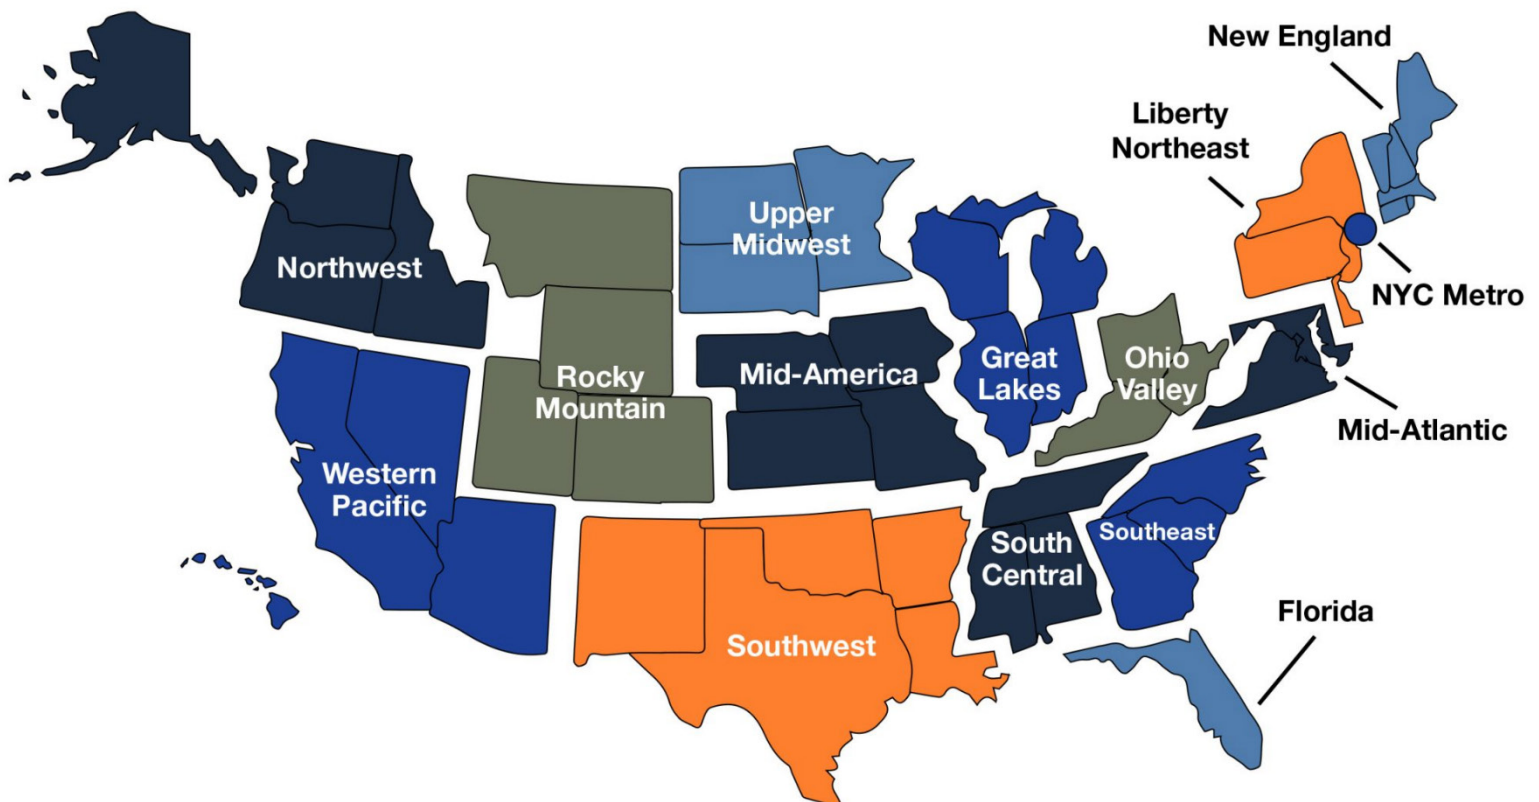 New England
Liberty
Northeast
Upper
Midwest
Northwest
NYC Metro
Great
Lakes
Ohio
Valley
Mid-America
Rocky
Mountain
Mid-Atlantic
Western
Pacific
Southeast
South
Central
Florida
Southwest